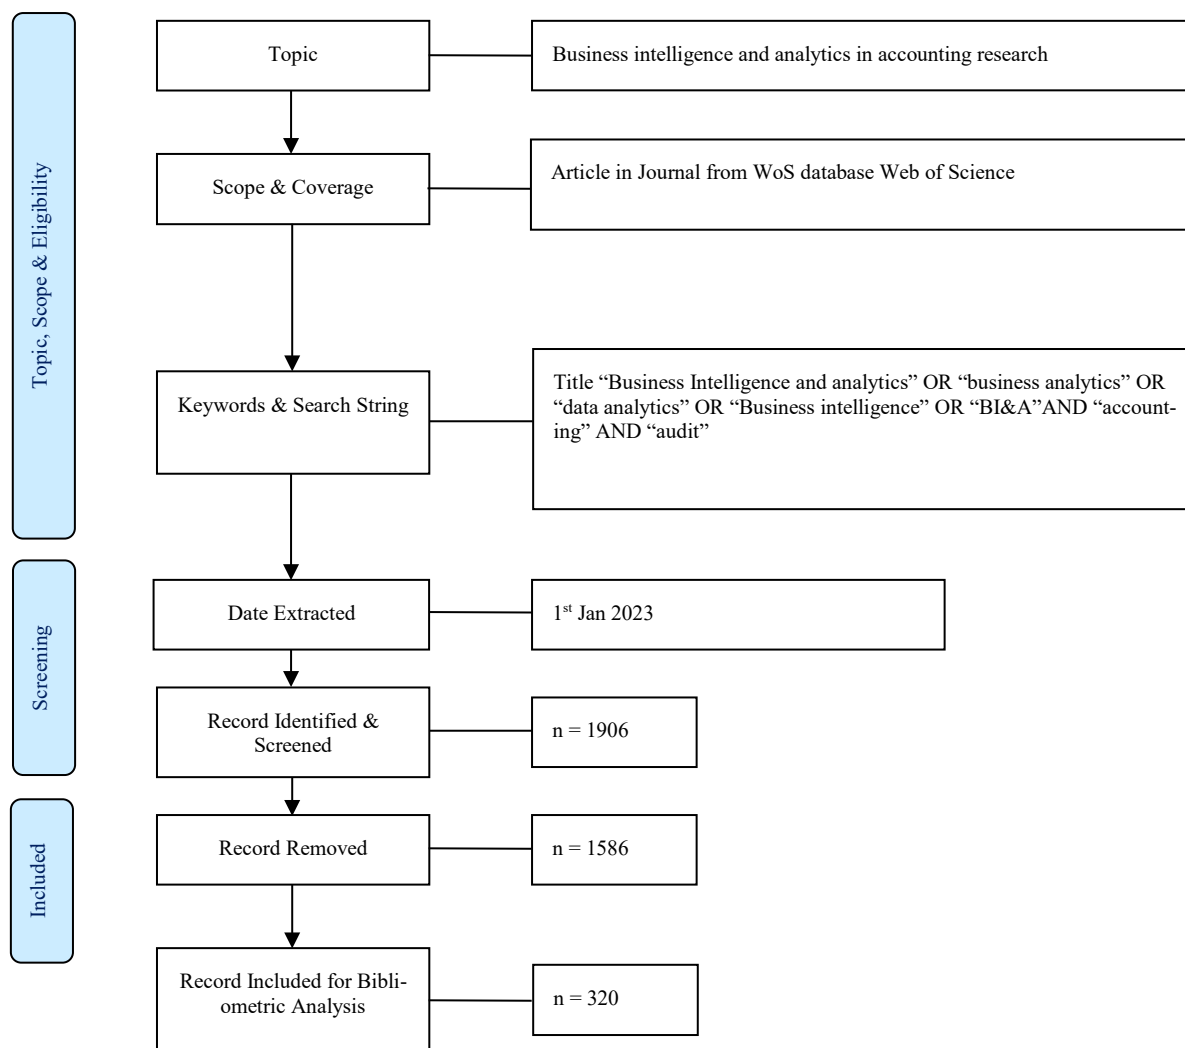 Topic, Scope & Eligibility
Topic
Business intelligence and analytics in accounting research
Scope & Coverage
Article in Journal from WoS database Web of Science
Keywords & Search String
Title “Business Intelligence and analytics” OR “business analytics” OR
“data analytics” OR “Business intelligence” OR “BI&A”AND “account-
ing” AND “audit”
Screening
Date Extracted
1st Jan 2023
Record Identified &
Screened
n = 1906
Included
Record Removed
n = 1586
Record Included for Bibli-
ometric Analysis
n = 320